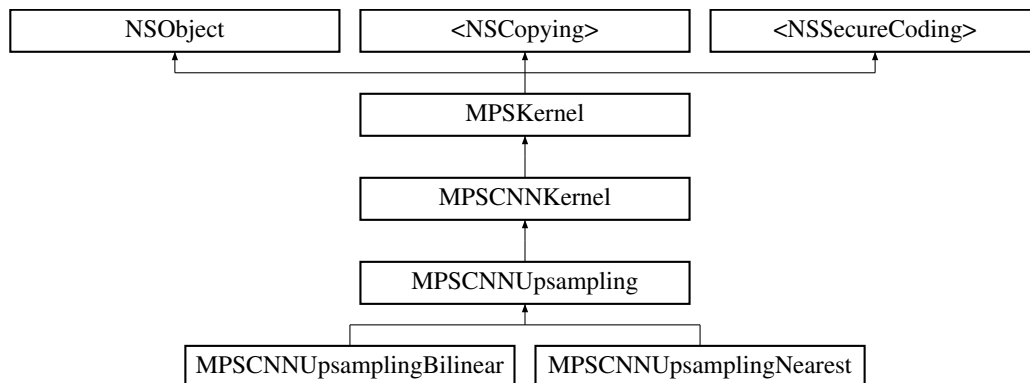 NSObject
<NSCopying>
<NSSecureCoding>
MPSKernel
MPSCNNKernel
MPSCNNUpsampling
MPSCNNUpsamplingBilinear
MPSCNNUpsamplingNearest